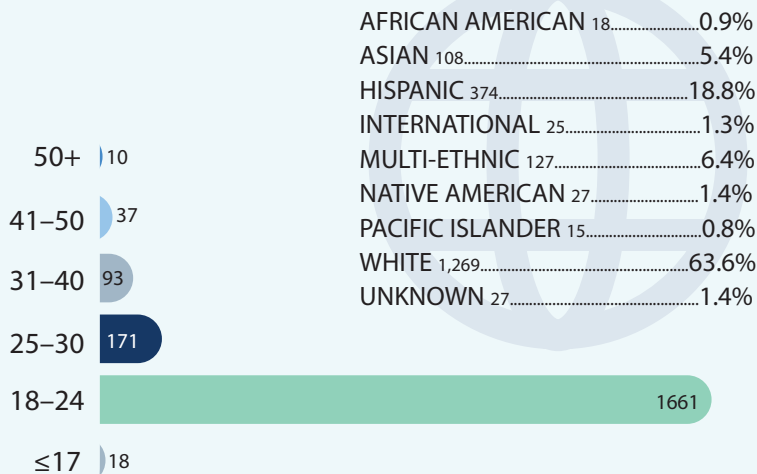 AFRICAN AMERICAN 18..........................0.9%
ASIAN 108..........................5.4%
HISPANIC 374..........................18.8%
INTERNATIONAL 25..........................1.3%
MULTI-ETHNIC 127..........................6.4%
NATIVE AMERICAN 27..........................1.4%
PACIFIC ISLANDER 15..........................0.8%
WHITE 1,269..........................63.6%
UNKNOWN 27..........................1.4%
50+ 10
41–50 37
31–40 93
25–30 171
18–24 1661
≤17 18